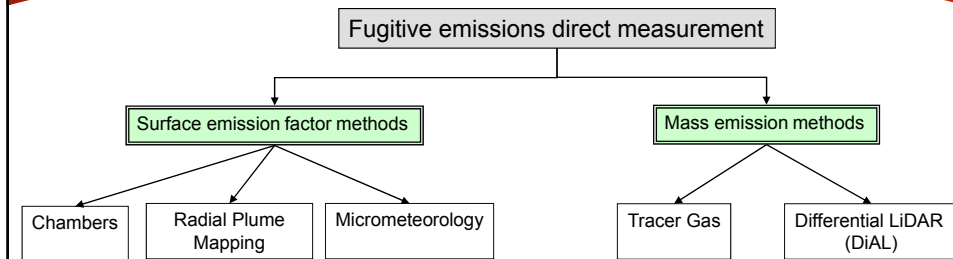 Fugitive emissions direct measurement
Surface emission factor methods
Mass emission methods
Chambers
Radial Plume
Mapping
Micrometeorology
Tracer Gas
Differential LiDAR
(DiAL)